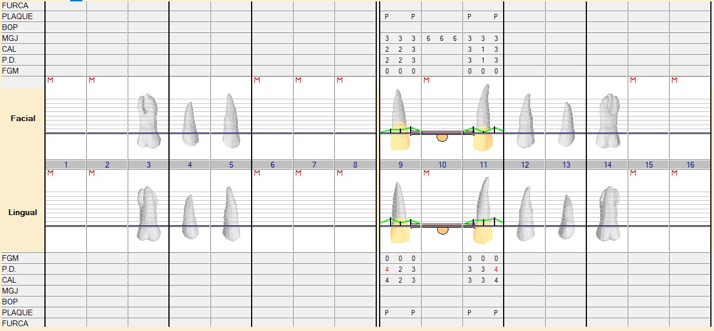 FURCA
PLAQUE P P P P
BOP
MGJ 3 3 3 6 6 6 3 3 3
CAL 2 2 3 3 1 3
P.D. 2 2 3 3 1 3
FGM 0 0 0 0 0 0
M M M M M M M M
Facial
1 2 3 4 5 6 7 8 9 10 11 12 13 14 15 16
M M M M M M M M
Lingual
FGM 0 0 0 0 0 0
P.D. 4 2 3 3 3 4
CAL 4 2 3 3 3 4
MGJ
BOP
PLAQUE P P P P
FURCA